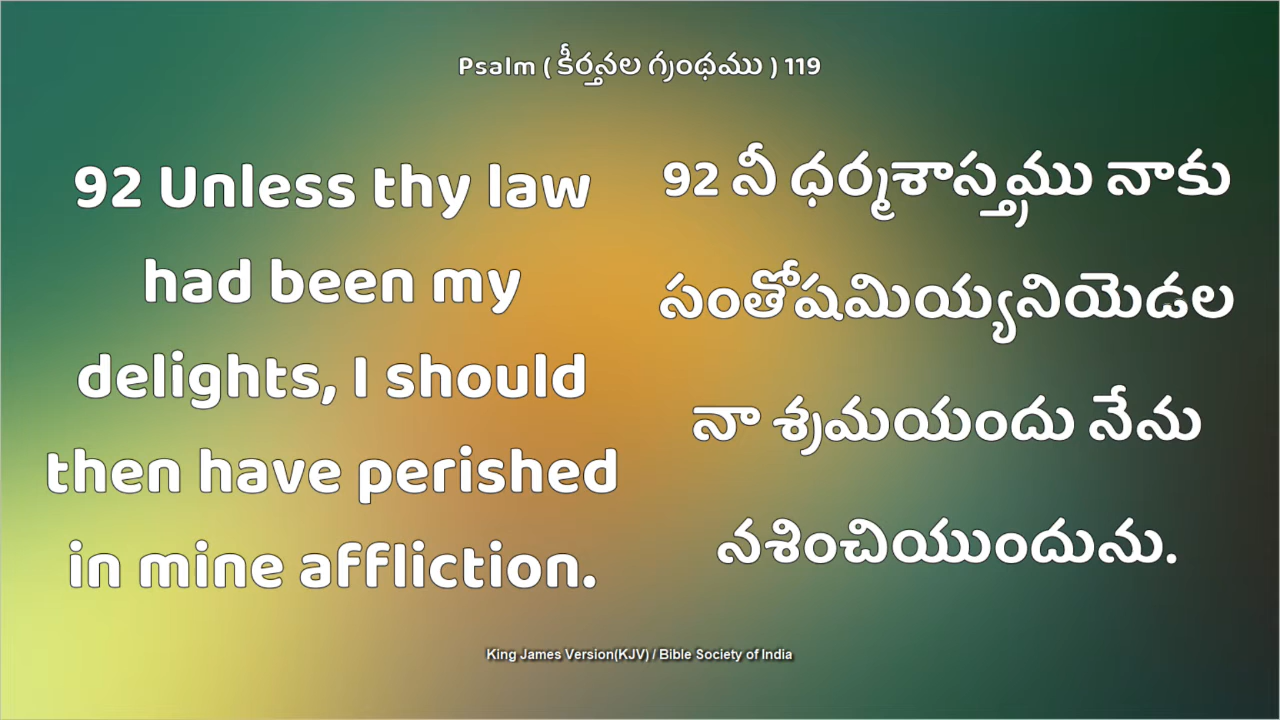 Psalm ( కీర్తనల గ్రంథము ) 119
92 Unless thy law
had been my
delights, I should
then have perished
in mine affliction.
92 నీ ధర్మశాస్త్రము నాకు
సంతోషమియ్యనియెడల
నా శ్రమయందు నేను
నశించియుందును.
King James Version(KJV) / Bible Society of India